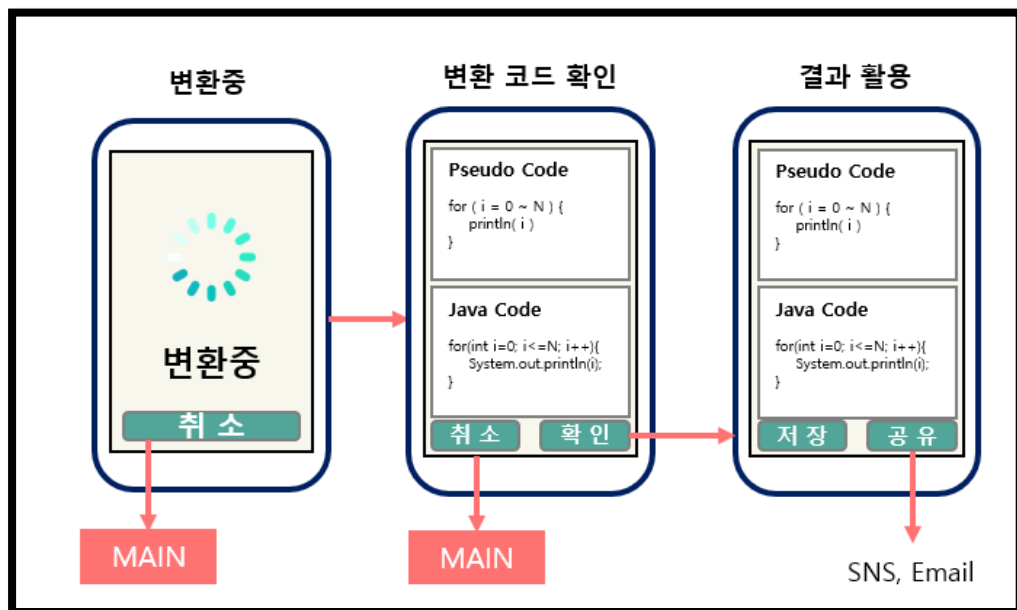 변환중
변환중
취 소
MAIN
변환 코드 확인
Pseudo Code
for ( i = 0 ~ N ) {
println( i )
}
Java Code
for(int i=0; i<=N; i++){
System.out.println(i);
}
취 소
확 인
MAIN
결과 활용
Pseudo Code
for ( i = 0 ~ N ) {
println( i )
}
Java Code
for(int i=0; i<=N; i++){
System.out.println(i);
}
저 장
공 유
SNS, Email